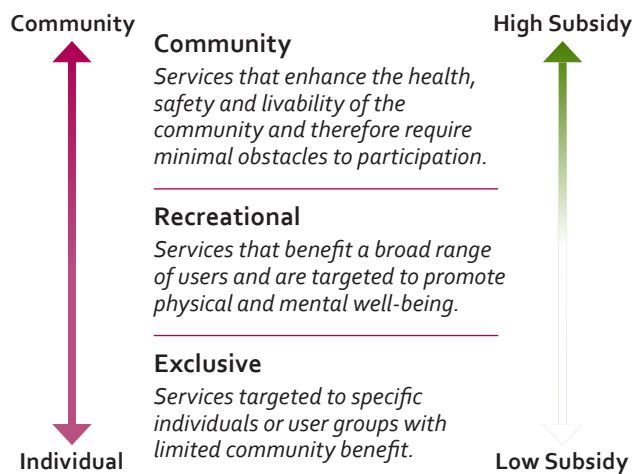 Community
High Subsidy
Community
Services that enhance the health,
safety and livability of the
community and therefore require
minimal obstacles to participation.
Recreational
Services that benefit a broad range
of users and are targeted to promote
physical and mental well-being.
Exclusive
Services targeted to specific
individuals or user groups with
limited community benefit.
Individual
Low Subsidy